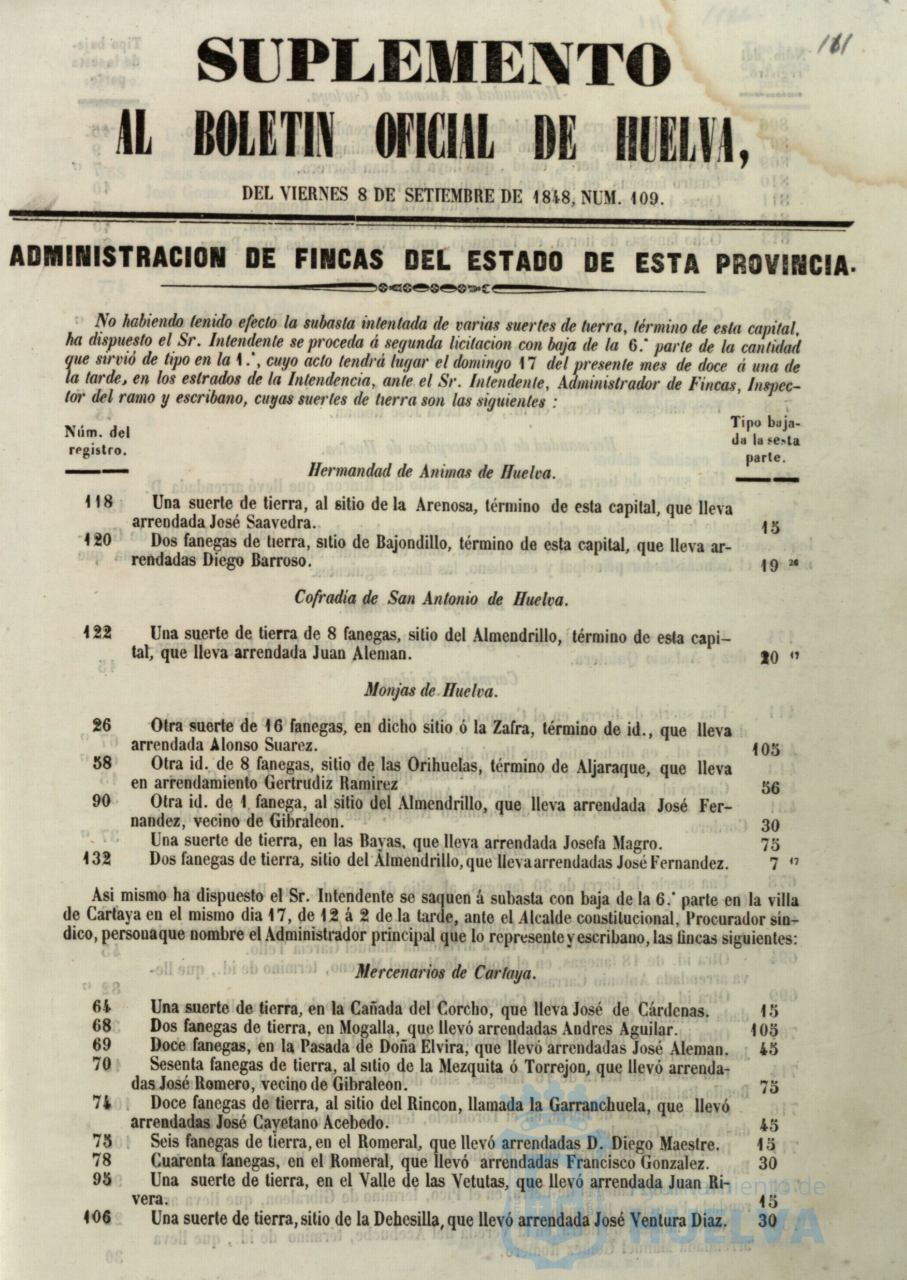 161
SUPLEMENTO
AL BOLETIN OFICIAL DE HUELVA,
DEL VIERNES 8 DE SETIEMBRE DE 1848, NUM. 109.
ADMINISTRACION DE FINCAS DEL ESTADO DE ESTA PROVINCIA.
No habiendo tenido efecto la subasta intentada de varias suertes de tierra, término de esta capital,
ha dispuesto el Sr. Intendente se proceda á segunda licitacion con baja de la 6.ª parte de la cantidad
que sirvió de tipo en la 1.ª, cuyo acto tendrá lugar el domingo 17 del presente mes de doce á una de
la tarde, en los estrados de la Intendencia, ante el Sr. Intendente, Administrador de Fincas, Inspec-
tor del ramo y escribano, cuyas suertes de tierra son las siguientes :
Núm. del
registro.
Tipo baja-
da la sesta
parte.
Hermandad de Animas de Huelva.
118 Una suerte de tierra, al sitio de la Arenosa, término de esta capital, que lleva
arrendada José Saavedra. 15
120 Dos fanegas de tierra, sitio de Bajondillo, término de esta capital, que lleva ar-
rendadas Diego Barroso. 19 26
Cofradia de San Antonio de Huelva.
122 Una suerte de tierra de 8 fanegas, sitio del Almendrillo, término de esta capi-
tal, que lleva arrendada Juan Aleman. 20 17
Monjas de Huelva.
26 Otra suerte de 16 fanegas, en dicho sitio ó la Zafra, término de id., que lleva
arrendada Alonso Suarez. 105
58 Otra id. de 8 fanegas, sitio de las Orihuelas, término de Aljaraque, que lleva
en arrendamiento Gertrudiz Ramirez 56
90 Otra id. de 1 fanega, al sitio del Almendrillo, que lleva arrendada José Fer-
nandez, vecino de Gibraleon. 30
Una suerte de tierra, en las Bayas, que lleva arrendada Josefa Magro. 75
132 Dos fanegas de tierra, sitio del Almendrillo, que lleva arrendadas José Fernandez. 7 17
Asi mismo ha dispuesto el Sr. Intendente se saquen á subasta con baja de la 6.ª parte en la villa
de Cartaya en el mismo dia 17, de 12 á 2 de la tarde, ante el Alcalde constitucional, Procurador sín-
dico, persona que nombre el Administrador principal que lo represente y escribano, las fincas siguientes:
Mercenarios de Cartaya.
64 Una suerte de tierra, en la Cañada del Corcho, que lleva José de Cárdenas. 15
68 Dos fanegas de tierra, en Mogalla, que llevó arrendadas Andres Aguilar. 105
69 Doce fanegas, en la Pasada de Doña Elvira, que llevó arrendadas José Aleman. 45
70 Sesenta fanegas de tierra, al sitio de la Mezquita ó Torrejon, que llevó arrenda-
das José Romero, vecino de Gibraleon. 75
74 Doce fanegas de tierra, al sitio del Rincon, llamada la Garranchuela, que llevó
arrendadas José Cayetano Acebedo. 45
75 Seis fanegas de tierra, en el Romeral, que llevó arrendadas D. Diego Maestre. 15
78 Cuarenta fanegas, en el Romeral, que llevó arrendadas Francisco Gonzalez. 30
95 Una suerte de tierra, en el Valle de las Vetutas, que llevó arrendada Juan Ri-
vera. 15
106 Una suerte de tierra, sitio de la Dehesilla, que llevó arrendada José Ventura Diaz. 30
Ayuntamiento de
HUELVA